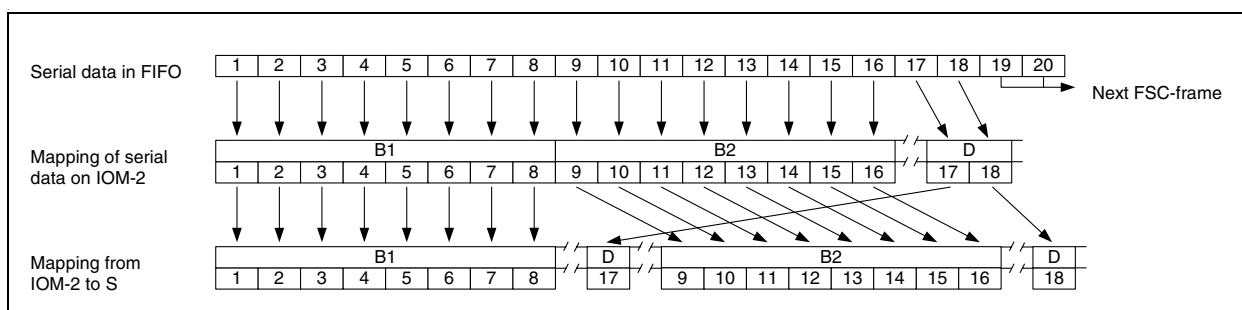 Serial data in FIFO 1 2 3 4 5 6 7 8 9 10 11 12 13 14 15 16 17 18 19 20
Next FSC-frame
Mapping of serial data on IOM-2
B1 B2 D
1 2 3 4 5 6 7 8 9 10 11 12 13 14 15 16 17 18
Mapping from IOM-2 to S
B1 D B2 D
1 2 3 4 5 6 7 8 17 9 10 11 12 13 14 15 16 18